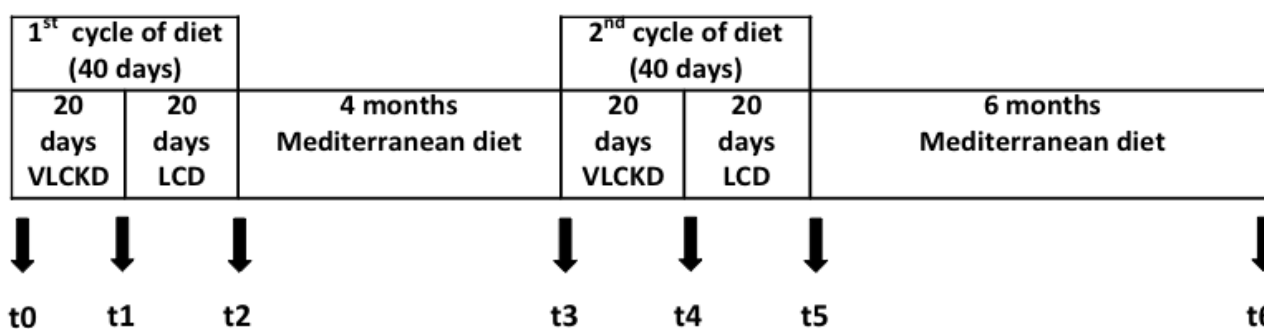 1st cycle of diet
(40 days)
2nd cycle of diet
(40 days)
20
days
VLCKD
20
days
LCD
4 months
Mediterranean diet
20
days
VLCKD
20
days
LCD
6 months
Mediterranean diet
t0 t1 t2 t3 t4 t5 t6